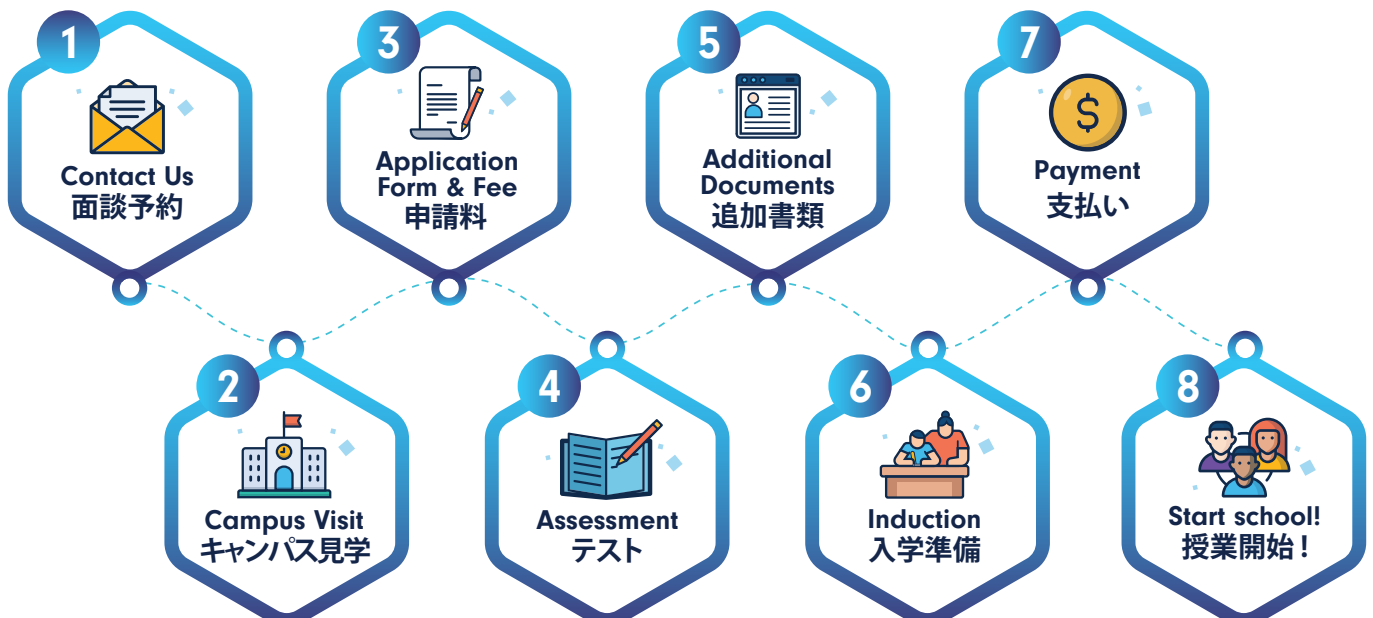 1
Contact Us
面談予約
2
Campus Visit
キャンパス見学
3
Application
Form & Fee
申請料
4
Assessment
テスト
5
Additional
Documents
追加書類
6
Induction
入学準備
7
$
Payment
支払い
8
Start school!
授業開始！